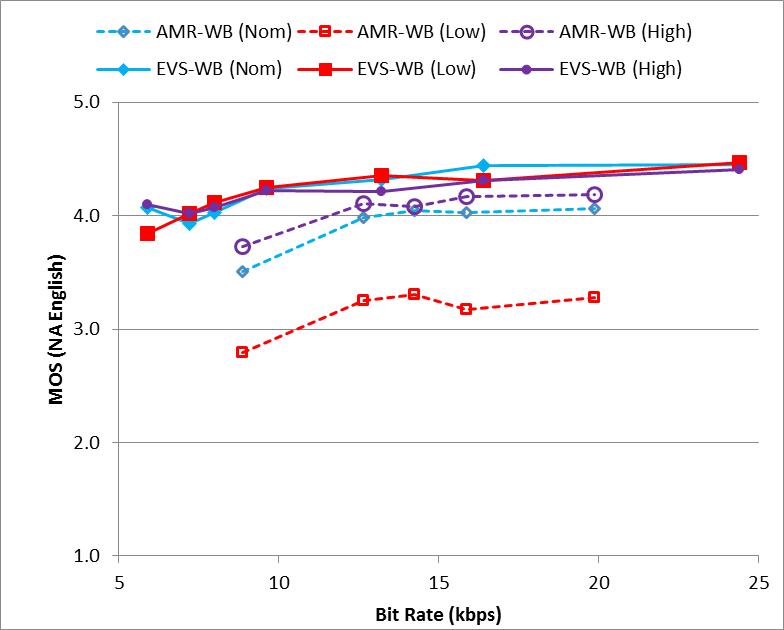 AMR-WB (Nom) AMR-WB (Low) AMR-WB (High)
EVS-WB (Nom) EVS-WB (Low) EVS-WB (High)
5.0
4.0
3.0
2.0
1.0
MOS (NA English)
5 10 15 20 25
Bit Rate (kbps)